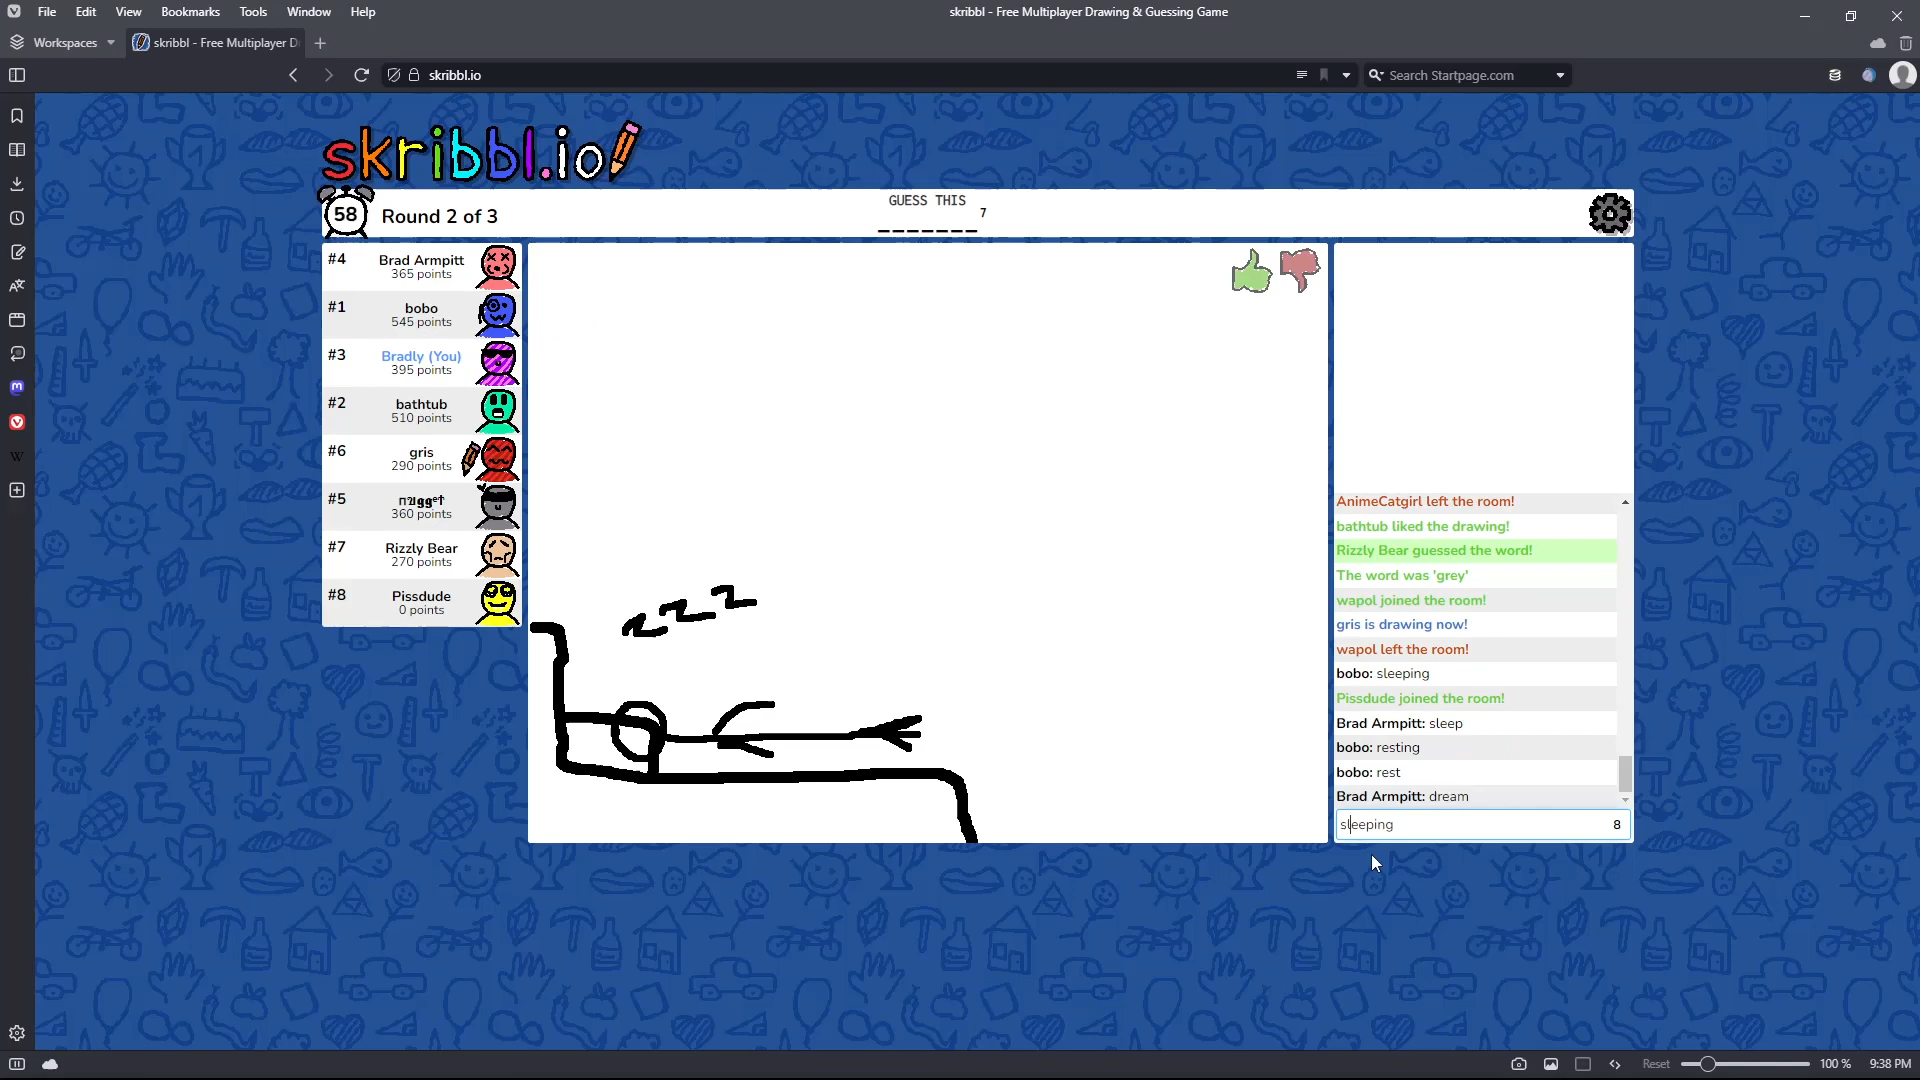 File Edit View Bookmarks Tools Window Help
skribbl - Free Multiplayer Drawing & Guessing Game
Workspaces
skribbl - Free Multiplayer D
skribbl.io
Search Startpage.com
skribbl.io
58
Round 2 of 3
GUESS THIS
7
_______
#4 Brad Armpitt
365 points
#1 bobo
545 points
#3 Bradly (You)
395 points
#2 bathtub
510 points
#6 gris
290 points
#5
360 points
#7 Rizzly Bear
270 points
#8 Pissdude
0 points
zzz
AnimeCatgirl left the room!
bathtub liked the drawing!
Rizzly Bear guessed the word!
The word was 'grey'
wapol joined the room!
gris is drawing now!
wapol left the room!
bobo: sleeping
Pissdude joined the room!
Brad Armpitt: sleep
bobo: resting
bobo: rest
Brad Armpitt: dream
sleeping 8
Reset 100 % 9:38 PM